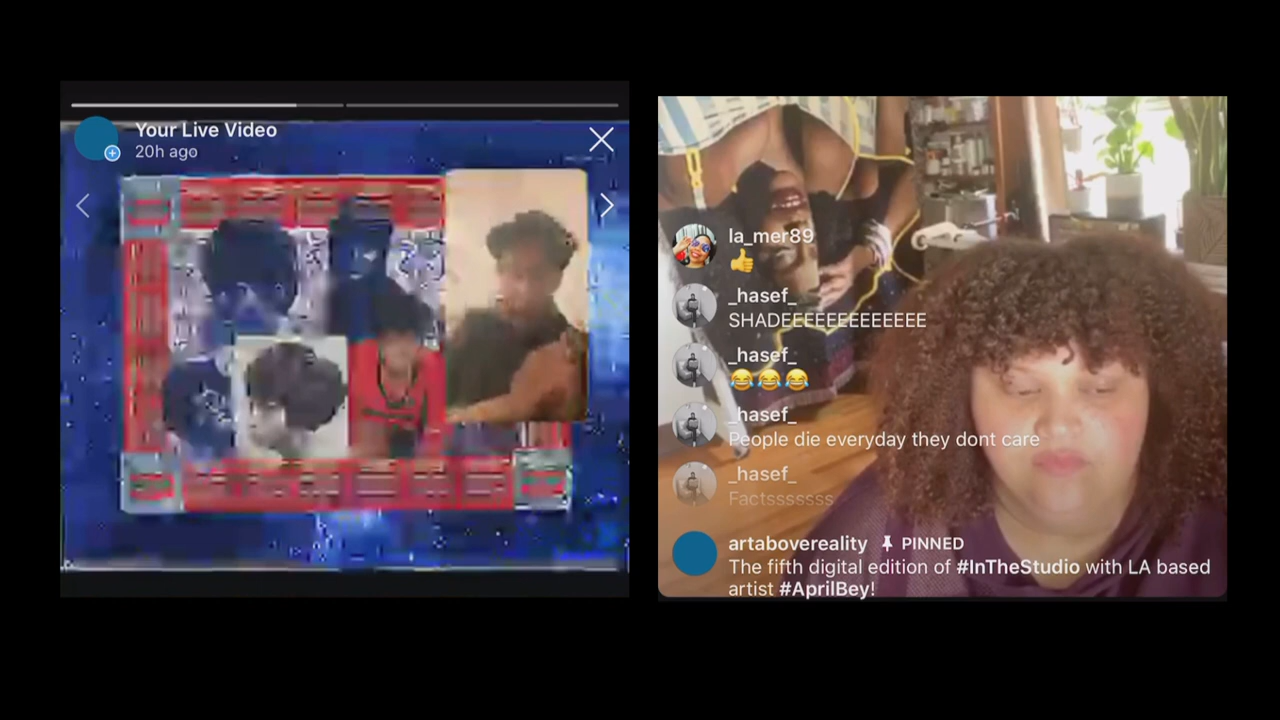 Your Live Video
20h ago
la_mer89
👍
_hasef_
SHADEEEEEEEEEEEEE
_hasef_
😂😂😂
_hasef_
People die everyday they dont care
_hasef_
Factsssssss
artabovereality PINNED
The fifth digital edition of #InTheStudio with LA based
artist #AprilBey!